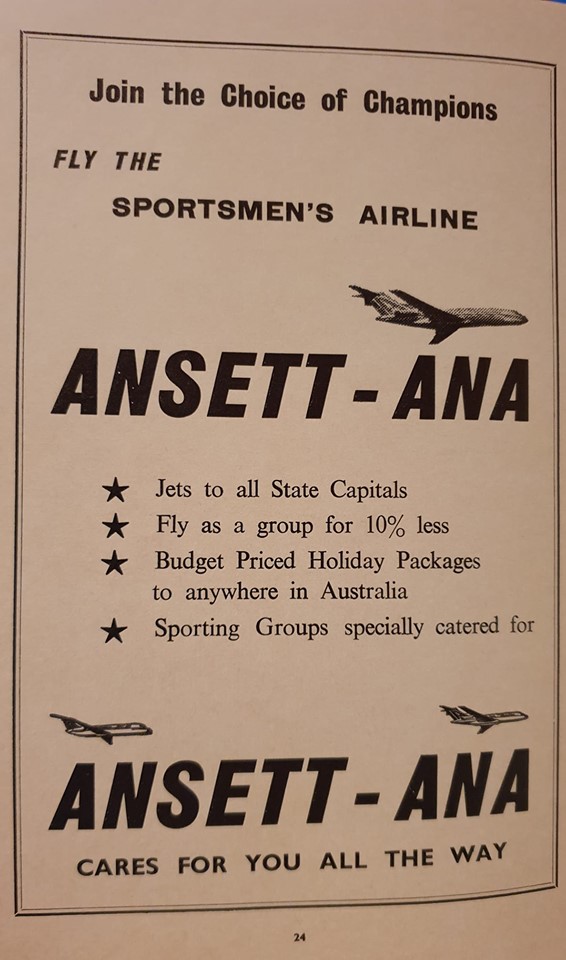 Join the Choice of Champions
FLY THE
SPORTSMEN'S AIRLINE
ANSETT - ANA
★ Jets to all State Capitals
★ Fly as a group for 10% less
★ Budget Priced Holiday Packages
to anywhere in Australia
★ Sporting Groups specially catered for
ANSETT - ANA
CARES FOR YOU ALL THE WAY
24